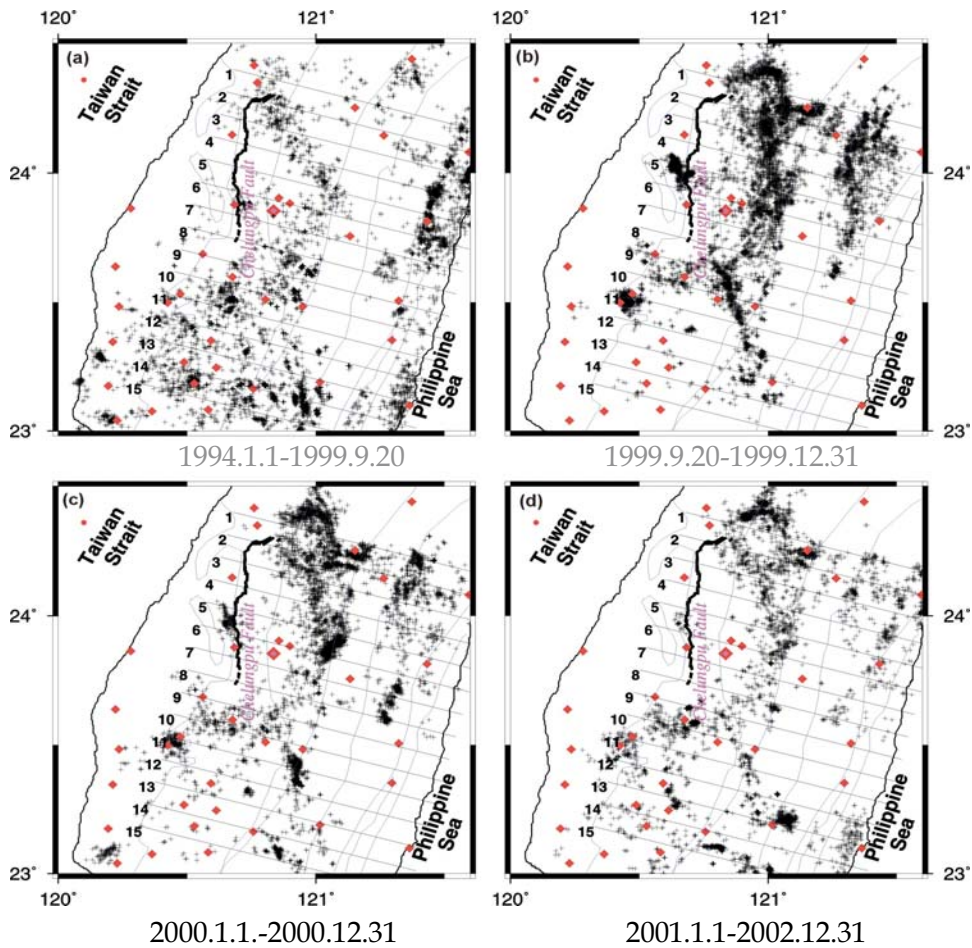 120° 121° 120° 121°
(a)
Taiwan
Strait
1
2
3
4
5
6
7
8
9
10
11
12
13
14
15
Chelungpu Fault
Philippine
Sea
24°
23°
1994.1.1-1999.9.20
(b)
Taiwan
Strait
1
2
3
4
5
6
7
8
9
10
11
12
13
14
15
Chelungpu Fault
Philippine
Sea
24°
23°
1999.9.20-1999.12.31
(c)
Taiwan
Strait
1
2
3
4
5
6
7
8
9
10
11
12
13
14
15
Chelungpu Fault
Philippine
Sea
24°
23°
120° 121°
2000.1.1.-2000.12.31
(d)
Taiwan
Strait
1
2
3
4
5
6
7
8
9
10
11
12
13
14
15
Chelungpu Fault
Philippine
Sea
24°
23°
120° 121°
2001.1.1-2002.12.31